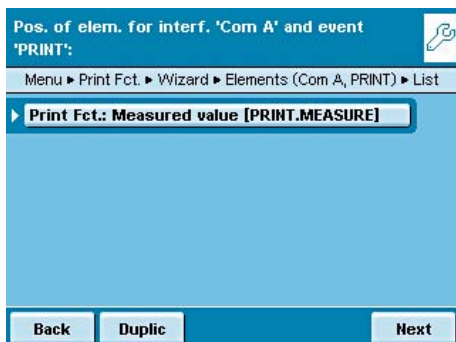 Pos. of elem. for interf. 'Com A' and event
'PRINT':
Menu ▸ Print Fct. ▸ Wizard ▸ Elements (Com A, PRINT) ▸ List
Print Fct.: Measured value [PRINT.MEASURE]
Back Duplic Next